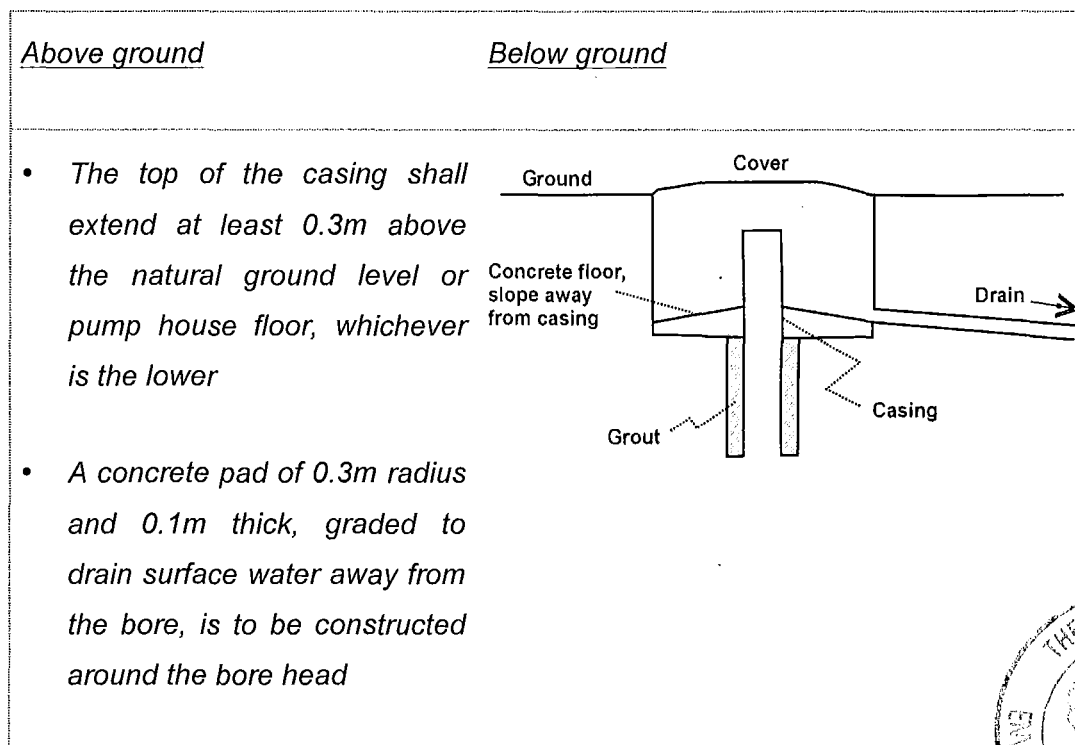 Above ground
Below ground
• The top of the casing shall
extend at least 0.3m above
the natural ground level or
pump house floor, whichever
is the lower
• A concrete pad of 0.3m radius
and 0.1m thick, graded to
drain surface water away from
the bore, is to be constructed
around the bore head
Cover
Ground
Concrete floor,
slope away
from casing
Drain
Casing
Grout
THE